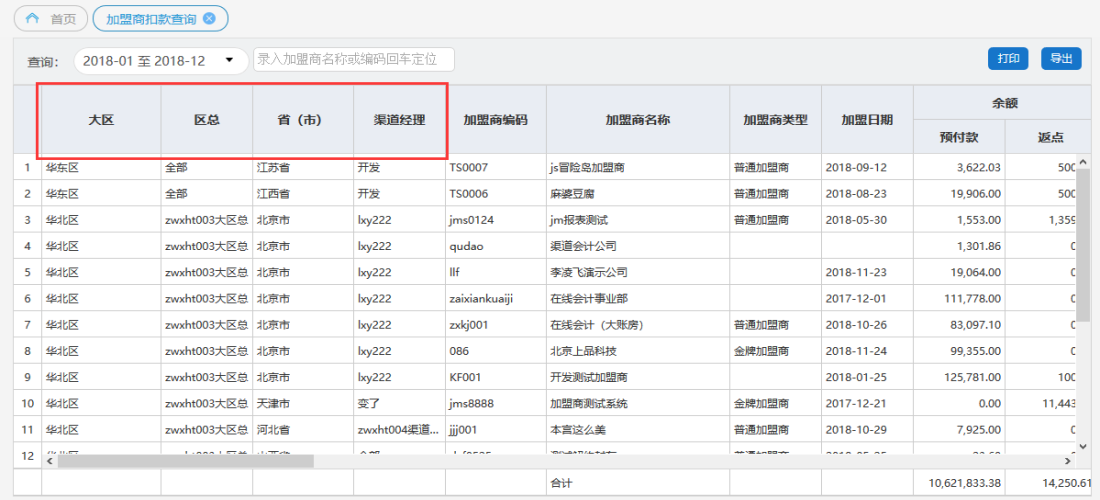 首页 加盟商扣款查询
查询： 2018-01 至 2018-12 录入加盟商名称或编码回车定位 打印 导出
大区 区总 省（市） 渠道经理 加盟商编码 加盟商名称 加盟商类型 加盟日期 余额
预付款 返点
1 华东区 全部 江苏省 开发 TS0007 js冒险岛加盟商 普通加盟商 2018-09-12 3,622.03 500
2 华东区 全部 江西省 开发 TS0006 麻婆豆腐 普通加盟商 2018-08-23 19,906.00 500
3 华北区 zwxht003大区总 北京市 lxy222 jms0124 jm报表测试 普通加盟商 2018-05-30 1,553.00 1,359
4 华北区 zwxht003大区总 北京市 lxy222 qudao 渠道会计公司 1,301.86
5 华北区 zwxht003大区总 北京市 lxy222 llf 李凌飞演示公司 2018-11-23 19,064.00
6 华北区 zwxht003大区总 北京市 lxy222 zaixiankuaiji 在线会计事业部 2017-12-01 111,778.00
7 华北区 zwxht003大区总 北京市 lxy222 zxkj001 在线会计（大账房） 普通加盟商 2018-10-26 83,097.10
8 华北区 zwxht003大区总 北京市 lxy222 086 北京上品科技 金牌加盟商 2018-11-24 99,355.00
9 华北区 zwxht003大区总 北京市 lxy222 KF001 开发测试加盟商 2018-01-25 125,781.00 100
10 华北区 zwxht003大区总 天津市 变了 jms8888 加盟商测试系统 金牌加盟商 2017-12-21 0.00 11,443
11 华北区 zwxht003大区总 河北省 zwxht004渠道... jjj001 本宫这么美 普通加盟商 2018-10-29 7,925.00
12
合计 10,621,833.38 14,250.61